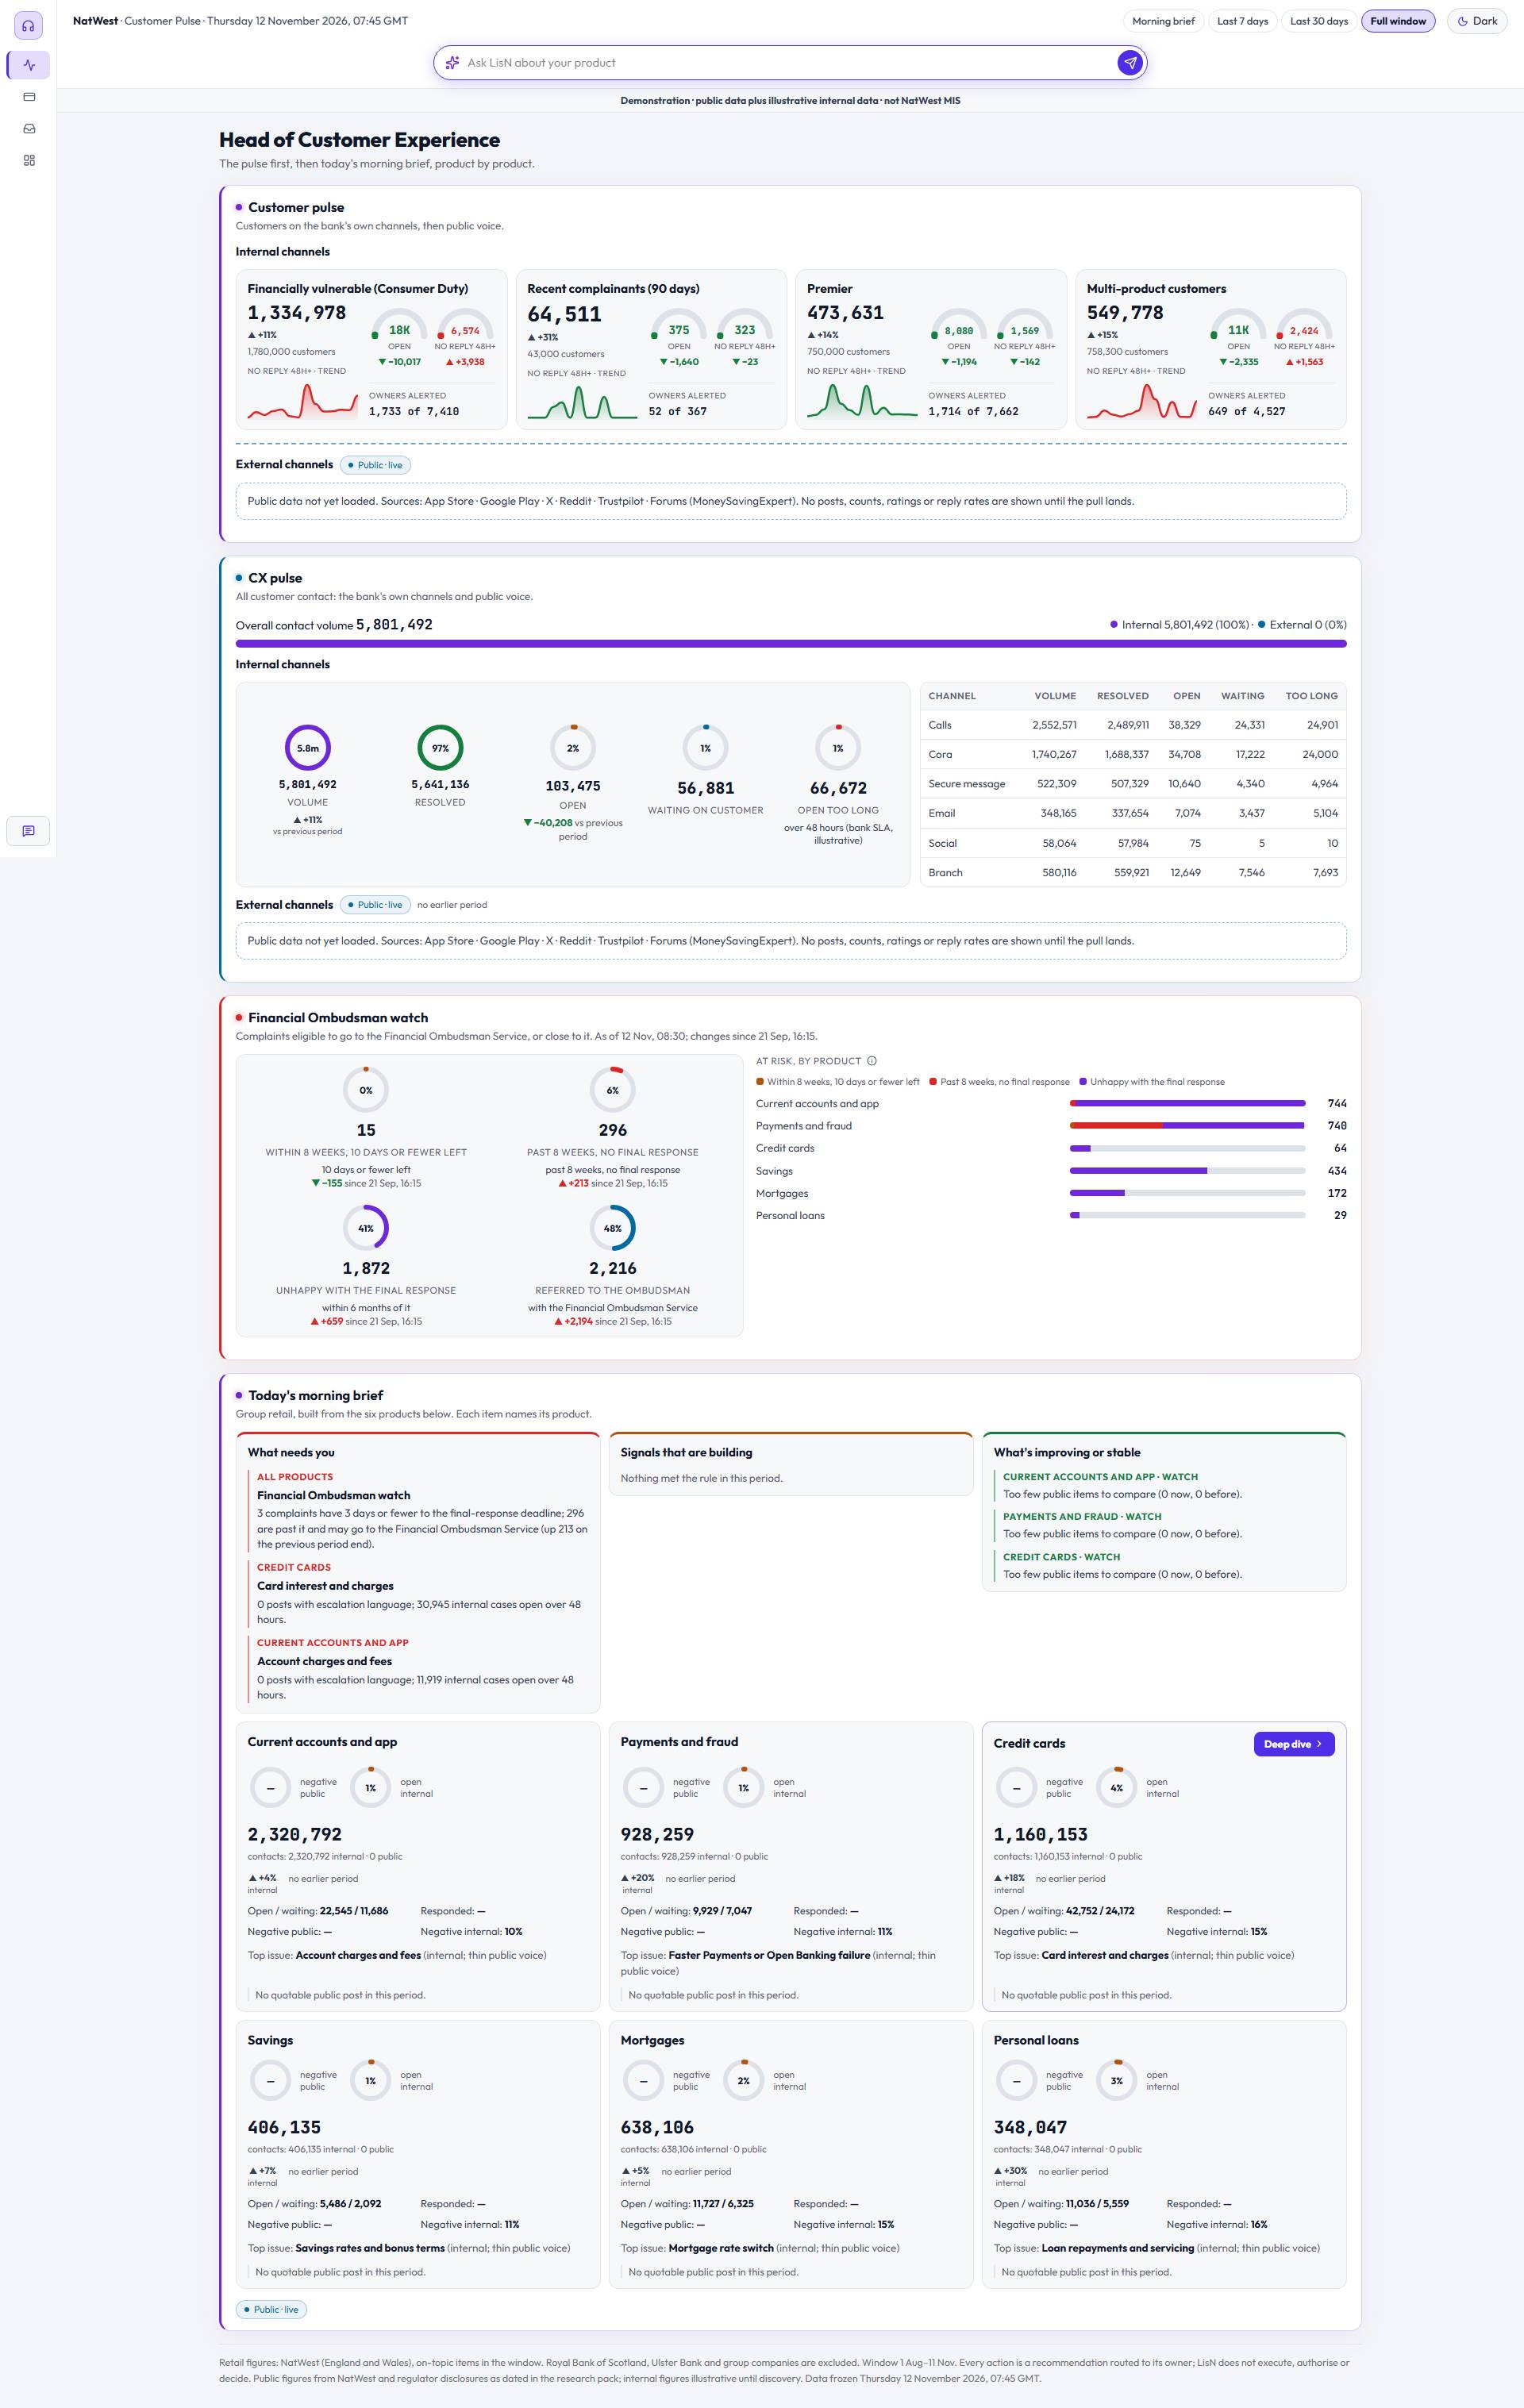 NatWest · Customer Pulse · Thursday 12 November 2026, 07:45 GMT
Morning brief
Last 7 days
Last 30 days
Full window
Dark
Ask LisN about your product
Demonstration · public data plus illustrative internal data · not NatWest MIS
Head of Customer Experience
The pulse first, then today's morning brief, product by product.
Customer pulse
Customers on the bank's own channels, then public voice.
Internal channels
Financially vulnerable (Consumer Duty)
1,334,978
▲ +11%
1,780,000 customers
NO REPLY 48H+ · TREND
18K
OPEN
▼ −10,017
6,574
NO REPLY 48H+
▲ +3,938
OWNERS ALERTED
1,733 of 7,410
Recent complainants (90 days)
64,511
▲ +31%
43,000 customers
NO REPLY 48H+ · TREND
375
OPEN
▼ −1,640
323
NO REPLY 48H+
▼ −23
OWNERS ALERTED
52 of 367
Premier
473,631
▲ +14%
750,000 customers
NO REPLY 48H+ · TREND
8,080
OPEN
▼ −1,194
1,569
NO REPLY 48H+
▼ −142
OWNERS ALERTED
1,714 of 7,662
Multi-product customers
549,778
▲ +15%
758,300 customers
NO REPLY 48H+ · TREND
11K
OPEN
▼ −2,335
2,424
NO REPLY 48H+
▲ +1,563
OWNERS ALERTED
649 of 4,527
External channels
Public · live
Public data not yet loaded. Sources: App Store · Google Play · X · Reddit · Trustpilot · Forums (MoneySavingExpert). No posts, counts, ratings or reply rates are shown until the pull lands.
CX pulse
All customer contact: the bank's own channels and public voice.
Overall contact volume 5,801,492
Internal 5,801,492 (100%) · External 0 (0%)
Internal channels
5.8m
5,801,492
VOLUME
▲ +11%
vs previous period
97%
5,641,136
RESOLVED
2%
103,475
OPEN
▼ −40,208 vs previous
period
1%
56,881
WAITING ON CUSTOMER
1%
66,672
OPEN TOO LONG
over 48 hours (bank SLA,
illustrative)
CHANNEL VOLUME RESOLVED OPEN WAITING TOO LONG
Calls 2,552,571 2,489,911 38,329 24,331 24,901
Cora 1,740,267 1,688,337 34,708 17,222 24,000
Secure message 522,309 507,329 10,640 4,340 4,964
Email 348,165 337,654 7,074 3,437 5,104
Social 58,064 57,984 75 5 10
Branch 580,116 559,921 12,649 7,546 7,693
External channels
Public · live
no earlier period
Public data not yet loaded. Sources: App Store · Google Play · X · Reddit · Trustpilot · Forums (MoneySavingExpert). No posts, counts, ratings or reply rates are shown until the pull lands.
Financial Ombudsman watch
Complaints eligible to go to the Financial Ombudsman Service, or close to it. As of 12 Nov, 08:30; changes since 21 Sep, 16:15.
0%
15
WITHIN 8 WEEKS, 10 DAYS OR FEWER LEFT
10 days or fewer left
▼ −155 since 21 Sep, 16:15
6%
296
PAST 8 WEEKS, NO FINAL RESPONSE
past 8 weeks, no final response
▲ +213 since 21 Sep, 16:15
41%
1,872
UNHAPPY WITH THE FINAL RESPONSE
within 6 months of it
▲ +659 since 21 Sep, 16:15
48%
2,216
REFERRED TO THE OMBUDSMAN
with the Financial Ombudsman Service
▲ +2,194 since 21 Sep, 16:15
AT RISK, BY PRODUCT
Within 8 weeks, 10 days or fewer left
Past 8 weeks, no final response
Unhappy with the final response
Current accounts and app 744
Payments and fraud 740
Credit cards 64
Savings 434
Mortgages 172
Personal loans 29
Today's morning brief
Group retail, built from the six products below. Each item names its product.
What needs you
ALL PRODUCTS
Financial Ombudsman watch
3 complaints have 3 days or fewer to the final-response deadline; 296
are past it and may go to the Financial Ombudsman Service (up 213 on
the previous period end).
CREDIT CARDS
Card interest and charges
0 posts with escalation language; 30,945 internal cases open over 48
hours.
CURRENT ACCOUNTS AND APP
Account charges and fees
0 posts with escalation language; 11,919 internal cases open over 48
hours.
Signals that are building
Nothing met the rule in this period.
What's improving or stable
CURRENT ACCOUNTS AND APP · WATCH
Too few public items to compare (0 now, 0 before).
PAYMENTS AND FRAUD · WATCH
Too few public items to compare (0 now, 0 before).
CREDIT CARDS · WATCH
Too few public items to compare (0 now, 0 before).
Current accounts and app
–
negative
public
1%
open
internal
2,320,792
contacts: 2,320,792 internal · 0 public
▲ +4%
internal
no earlier period
Open / waiting: 22,545 / 11,686
Responded: —
Negative public: —
Negative internal: 10%
Top issue: Account charges and fees (internal; thin public voice)
No quotable public post in this period.
Payments and fraud
–
negative
public
1%
open
internal
928,259
contacts: 928,259 internal · 0 public
▲ +20%
internal
no earlier period
Open / waiting: 9,929 / 7,047
Responded: —
Negative public: —
Negative internal: 11%
Top issue: Faster Payments or Open Banking failure (internal; thin
public voice)
No quotable public post in this period.
Credit cards
Deep dive
–
negative
public
4%
open
internal
1,160,153
contacts: 1,160,153 internal · 0 public
▲ +18%
internal
no earlier period
Open / waiting: 42,752 / 24,172
Responded: —
Negative public: —
Negative internal: 15%
Top issue: Card interest and charges (internal; thin public voice)
No quotable public post in this period.
Savings
–
negative
public
1%
open
internal
406,135
contacts: 406,135 internal · 0 public
▲ +7%
internal
no earlier period
Open / waiting: 5,486 / 2,092
Responded: —
Negative public: —
Negative internal: 11%
Top issue: Savings rates and bonus terms (internal; thin public voice)
No quotable public post in this period.
Mortgages
–
negative
public
2%
open
internal
638,106
contacts: 638,106 internal · 0 public
▲ +5%
internal
no earlier period
Open / waiting: 11,727 / 6,325
Responded: —
Negative public: —
Negative internal: 15%
Top issue: Mortgage rate switch (internal; thin public voice)
No quotable public post in this period.
Personal loans
–
negative
public
3%
open
internal
348,047
contacts: 348,047 internal · 0 public
▲ +30%
internal
no earlier period
Open / waiting: 11,036 / 5,559
Responded: —
Negative public: —
Negative internal: 16%
Top issue: Loan repayments and servicing (internal; thin public voice)
No quotable public post in this period.
Public · live
Retail figures: NatWest (England and Wales), on-topic items in the window. Royal Bank of Scotland, Ulster Bank and group companies are excluded. Window 1 Aug–11 Nov. Every action is a recommendation routed to its owner; LisN does not execute, authorise or
decide. Public figures from NatWest and regulator disclosures as dated in the research pack; internal figures illustrative until discovery. Data frozen Thursday 12 November 2026, 07:45 GMT.